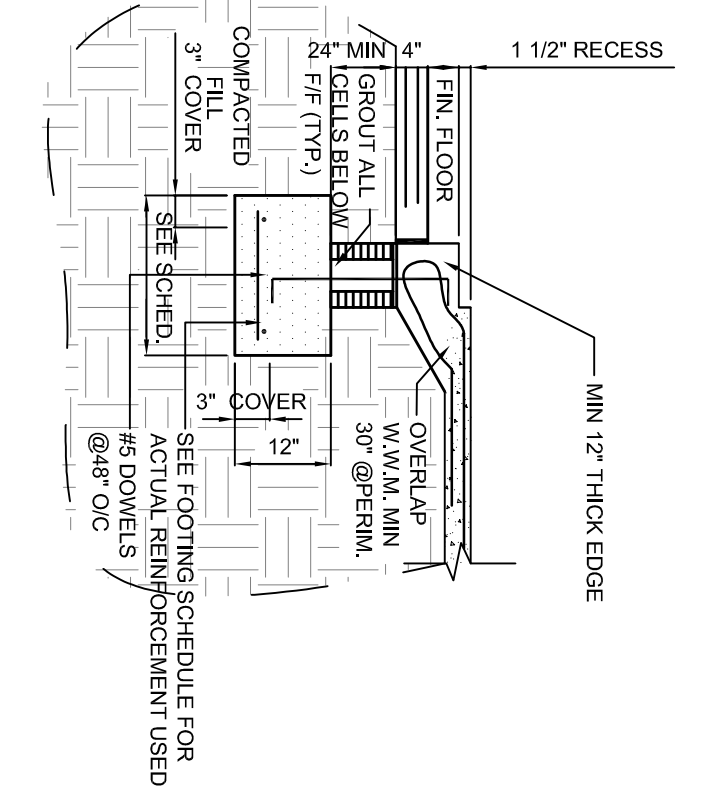 24" MIN
4"
1 1/2" RECESS
COMPACTED
FILL
3" COVER
GROUT ALL
CELLS BELOW
F/F (TYP.)
FIN. FLOOR
SEE SCHED.
MIN 12" THICK EDGE
3" COVER
12"
OVERLAP
W.W.M. MIN
30" @PERIM.
SEE FOOTING SCHEDULE FOR
ACTUAL REINFORCEMENT USED
#5 DOWELS
@48" O/C